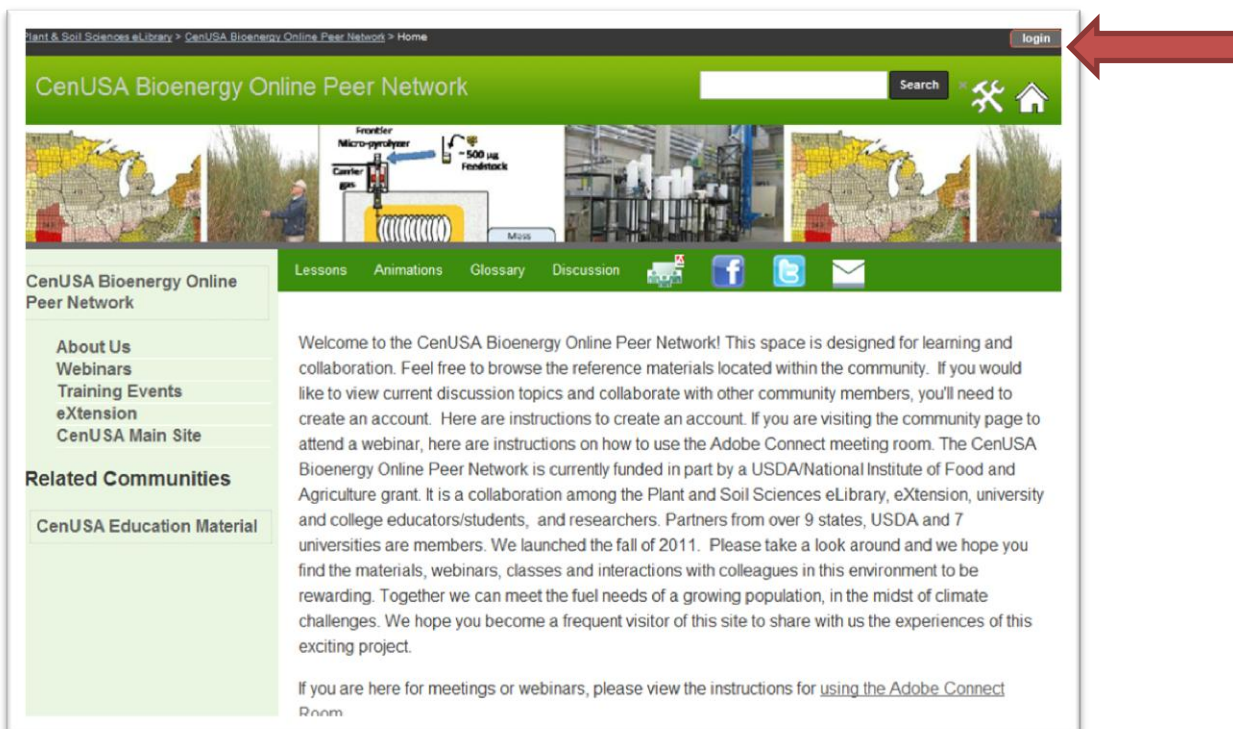 Plant & Soil Sciences eLibrary > CenUSA Bioenergy Online Peer Network > Home
login
CenUSA Bioenergy Online Peer Network
Search
Frontier
Micro-pyrolyzer
~500 µg
Feedstock
Carrier
gas
Mass
CenUSA Bioenergy Online
Peer Network
About Us
Webinars
Training Events
eXtension
CenUSA Main Site
Related Communities
CenUSA Education Material
Lessons Animations Glossary Discussion
Welcome to the CenUSA Bioenergy Online Peer Network! This space is designed for learning and
collaboration. Feel free to browse the reference materials located within the community. If you would
like to view current discussion topics and collaborate with other community members, you'll need to
create an account. Here are instructions to create an account. If you are visiting the community page to
attend a webinar, here are instructions on how to use the Adobe Connect meeting room. The CenUSA
Bioenergy Online Peer Network is currently funded in part by a USDA/National Institute of Food and
Agriculture grant. It is a collaboration among the Plant and Soil Sciences eLibrary, eXtension, university
and college educators/students, and researchers. Partners from over 9 states, USDA and 7
universities are members. We launched the fall of 2011. Please take a look around and we hope you
find the materials, webinars, classes and interactions with colleagues in this environment to be
rewarding. Together we can meet the fuel needs of a growing population, in the midst of climate
challenges. We hope you become a frequent visitor of this site to share with us the experiences of this
exciting project.
If you are here for meetings or webinars, please view the instructions for using the Adobe Connect
Room